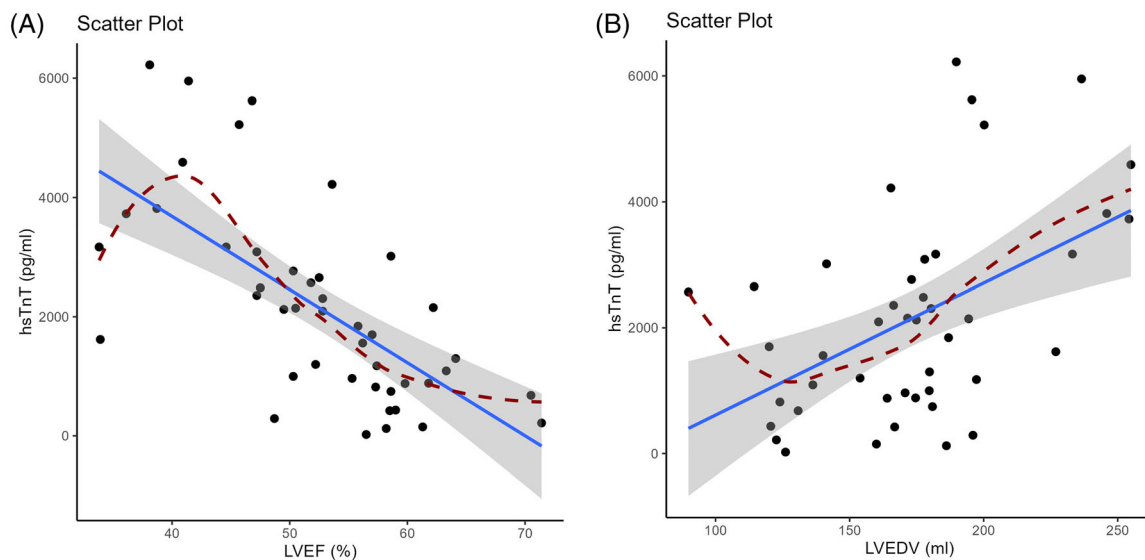 (A) Scatter Plot
hsTnT (pg/ml)
6000
4000
2000
0
40 50 60 70
LVEF (%)
(B) Scatter Plot
hsTnT (pg/ml)
6000
4000
2000
0
100 150 200 250
LVEDV (ml)